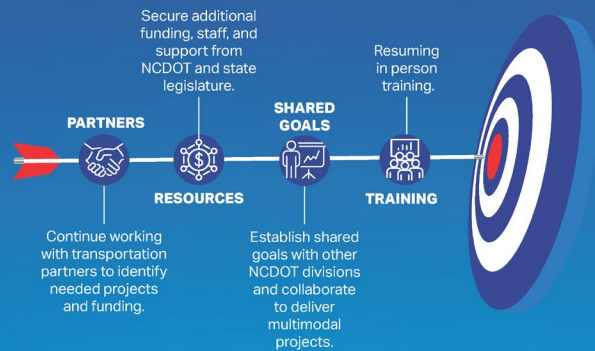 PARTNERS
Continue working
with transportation
partners to identify
needed projects
and funding.
Secure additional
funding, staff, and
support from
NCDOT and state
legislature.
RESOURCES
SHARED
GOALS
Establish shared
goals with other
NCDOT divisions
and collaborate
to deliver
multimodal
projects.
Resuming
in person
training.
TRAINING
$